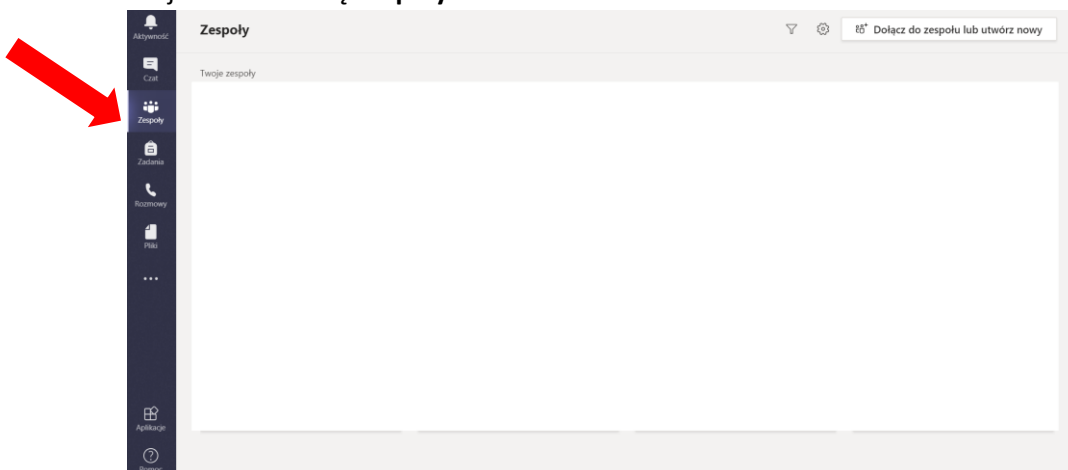 Zespoły
Dołącz do zespołu lub utwórz nowy
Twoje zespoły
Aktywność
Czat
Zespoły
Zadania
Rozmowy
Pliki
Aplikacje